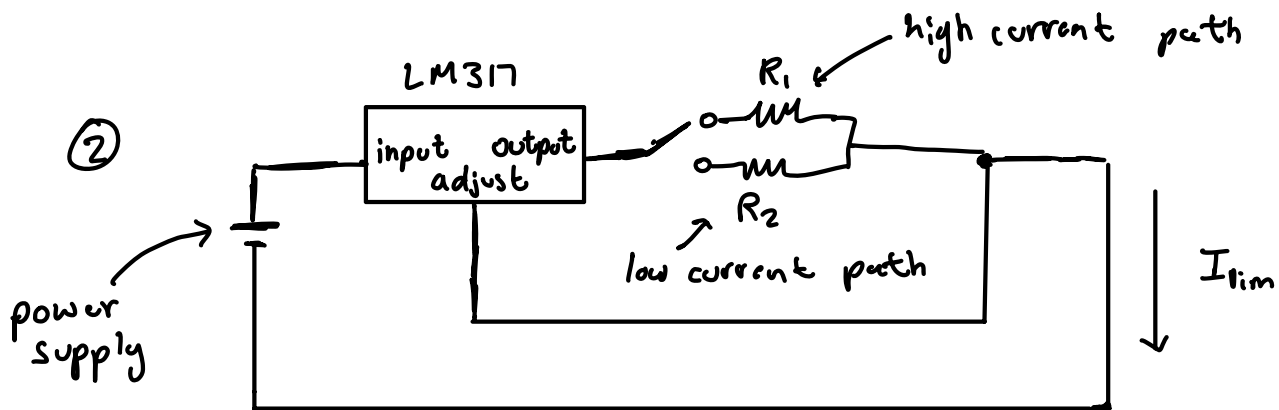 high current path
LM317
R1
②
input output
adjust
R2
low current path
Ilim
power
supply